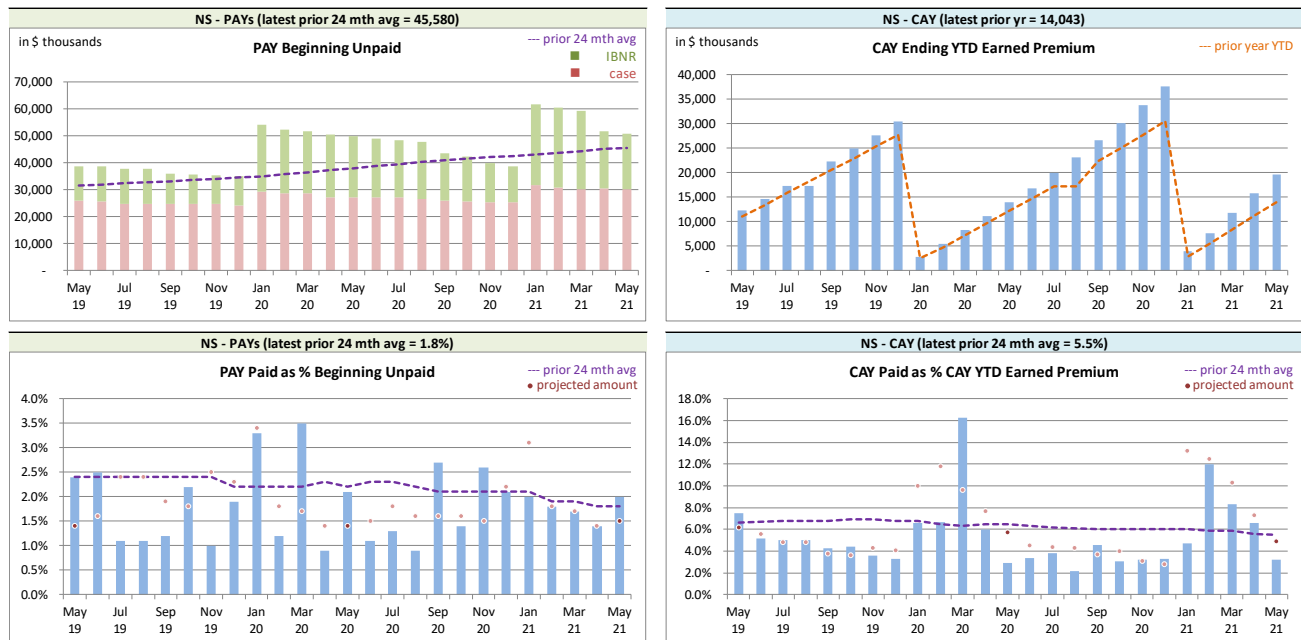 NS - PAYs (latest prior 24 mth avg = 45,580)
in $ thousands
PAY Beginning Unpaid
--- prior 24 mth avg
IBNR
case
70,000
60,000
50,000
40,000
30,000
20,000
10,000
-
May Jul Sep Nov Jan Mar May Jul Sep Nov Jan Mar May
19 19 19 19 20 20 20 20 20 20 21 21 21
NS - CAY (latest prior yr = 14,043)
in $ thousands
CAY Ending YTD Earned Premium
--- prior year YTD
40,000
35,000
30,000
25,000
20,000
15,000
10,000
5,000
-
May Jul Sep Nov Jan Mar May Jul Sep Nov Jan Mar May
19 19 19 19 20 20 20 20 20 20 21 21 21
NS - PAYs (latest prior 24 mth avg = 1.8%)
PAY Paid as % Beginning Unpaid
--- prior 24 mth avg
projected amount
4.0%
3.5%
3.0%
2.5%
2.0%
1.5%
1.0%
0.5%
0.0%
May Jul Sep Nov Jan Mar May Jul Sep Nov Jan Mar May
19 19 19 19 20 20 20 20 20 20 21 21 21
NS - CAY (latest prior 24 mth avg = 5.5%)
CAY Paid as % CAY YTD Earned Premium
--- prior 24 mth avg
projected amount
18.0%
16.0%
14.0%
12.0%
10.0%
8.0%
6.0%
4.0%
2.0%
0.0%
May Jul Sep Nov Jan Mar May Jul Sep Nov Jan Mar May
19 19 19 19 20 20 20 20 20 20 21 21 21